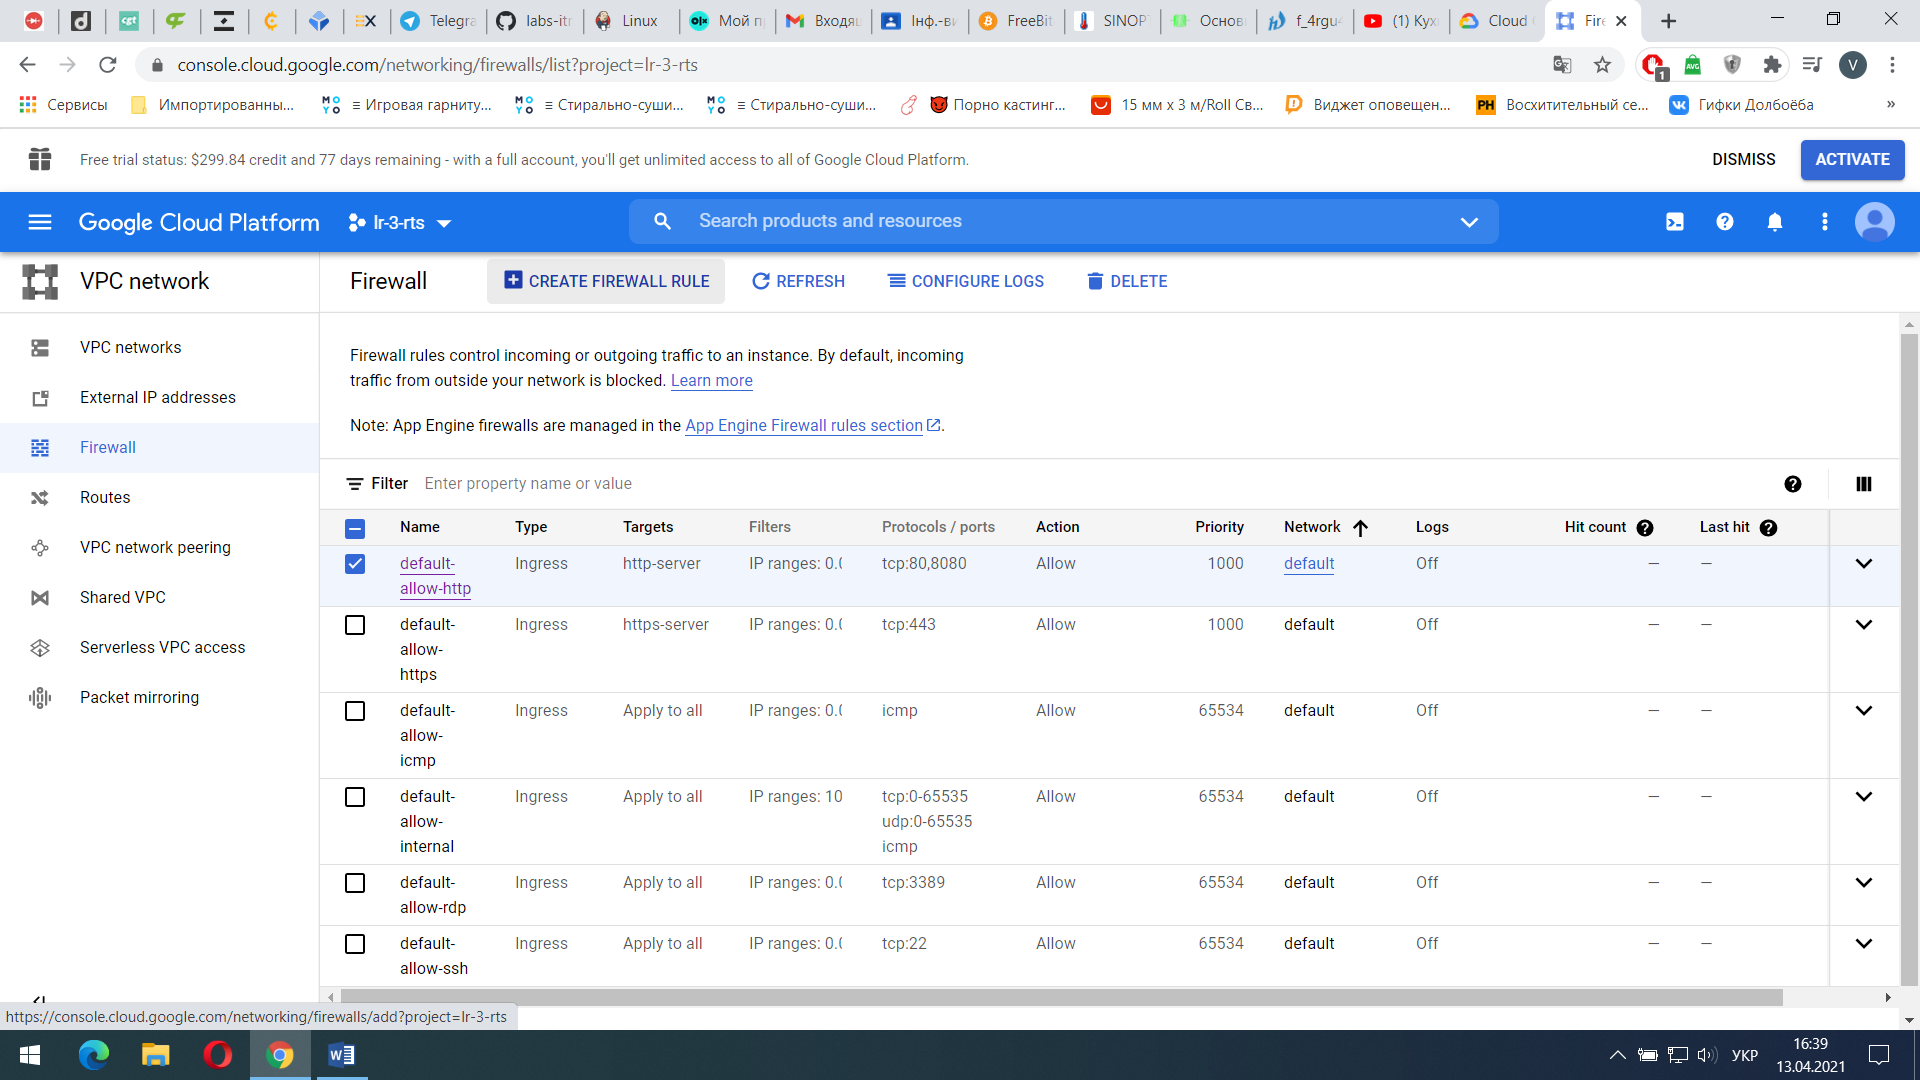 Telegra
labs-itr
Linux
Мой п
Входящ
Інф.-ви
FreeBit
SINOP
Основ
f_4rgu
(1) Кух
Cloud
Fire
console.cloud.google.com/networking/firewalls/list?project=lr-3-rts
1
V
Сервисы
Импортированны...
≡ Игровая гарниту...
≡ Стирально-суши...
≡ Стирально-суши...
Порно кастинг...
15 мм x 3 м/Roll Св...
Виджет оповещен...
PH Восхитительный се...
Гифки Долбоёба
»
Free trial status: $299.84 credit and 77 days remaining - with a full account, you'll get unlimited access to all of Google Cloud Platform.
DISMISS
ACTIVATE
Google Cloud Platform
lr-3-rts
Search products and resources
VPC network
Firewall
CREATE FIREWALL RULE
REFRESH
CONFIGURE LOGS
DELETE
VPC networks
External IP addresses
Firewall
Routes
VPC network peering
Shared VPC
Serverless VPC access
Packet mirroring
Firewall rules control incoming or outgoing traffic to an instance. By default, incoming
traffic from outside your network is blocked. Learn more
Note: App Engine firewalls are managed in the App Engine Firewall rules section.
Filter Enter property name or value
Name Type Targets Filters Protocols / ports Action Priority Network Logs Hit count Last hit
default- Ingress http-server IP ranges: 0.0 tcp:80,8080 Allow 1000 default Off — —
allow-http
default- Ingress https-server IP ranges: 0.0 tcp:443 Allow 1000 default Off — —
allow-
https
default- Ingress Apply to all IP ranges: 0.0 icmp Allow 65534 default Off — —
allow-
icmp
default- Ingress Apply to all IP ranges: 10 tcp:0-65535 Allow 65534 default Off — —
allow- udp:0-65535
internal icmp
default- Ingress Apply to all IP ranges: 0.0 tcp:3389 Allow 65534 default Off — —
allow-rdp
default- Ingress Apply to all IP ranges: 0.0 tcp:22 Allow 65534 default Off — —
allow-ssh
https://console.cloud.google.com/networking/firewalls/add?project=lr-3-rts
УКР
16:39
13.04.2021